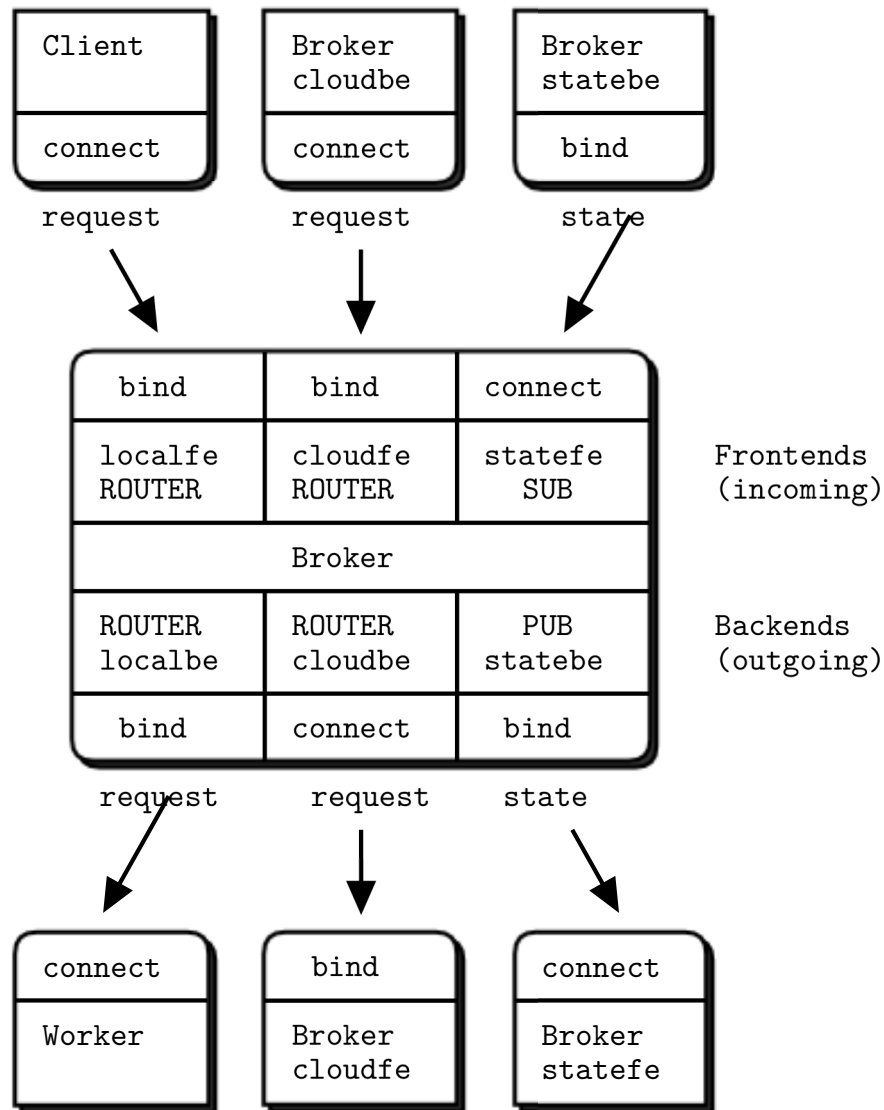 Client Broker Broker
cloudbe statebe
connect connect bind
request request state
bind bind connect
localfe cloudfe statefe Frontends
ROUTER ROUTER SUB (incoming)
Broker
ROUTER ROUTER PUB Backends
localbe cloudbe statebe (outgoing)
bind connect bind
request request state
connect bind connect
Worker Broker Broker
cloudfe statefe